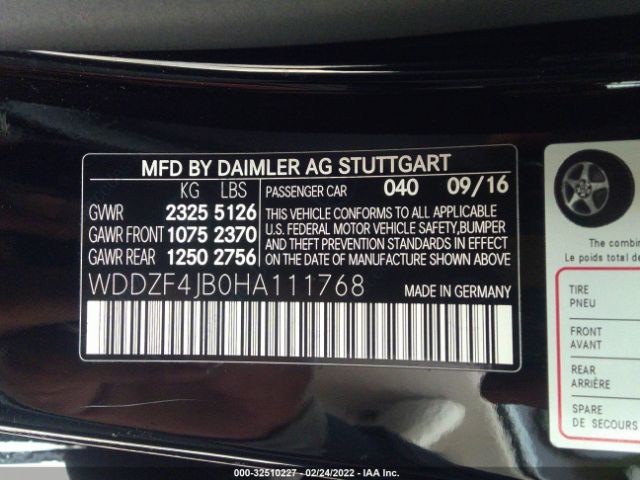 MFD BY DAIMLER AG STUTTGART
KG LBS
GVWR 2325 5126
GAWR FRONT 1075 2370
GAWR REAR 1250 2756
PASSENGER CAR 040 09/16
THIS VEHICLE CONFORMS TO ALL APPLICABLE
U.S. FEDERAL MOTOR VEHICLE SAFETY,BUMPER
AND THEFT PREVENTION STANDARDS IN EFFECT
ON THE DATE OF MANUFACTURE SHOWN ABOVE.
WDDZF4JB0HA111768 MADE IN GERMANY
The combin
Le poids de
TIRE
PNEU
FRONT
AVANT
REAR
ARRIÈRE
SPARE
DE SECOURS
000-32510227 - 02/24/2022 - IAA Inc.